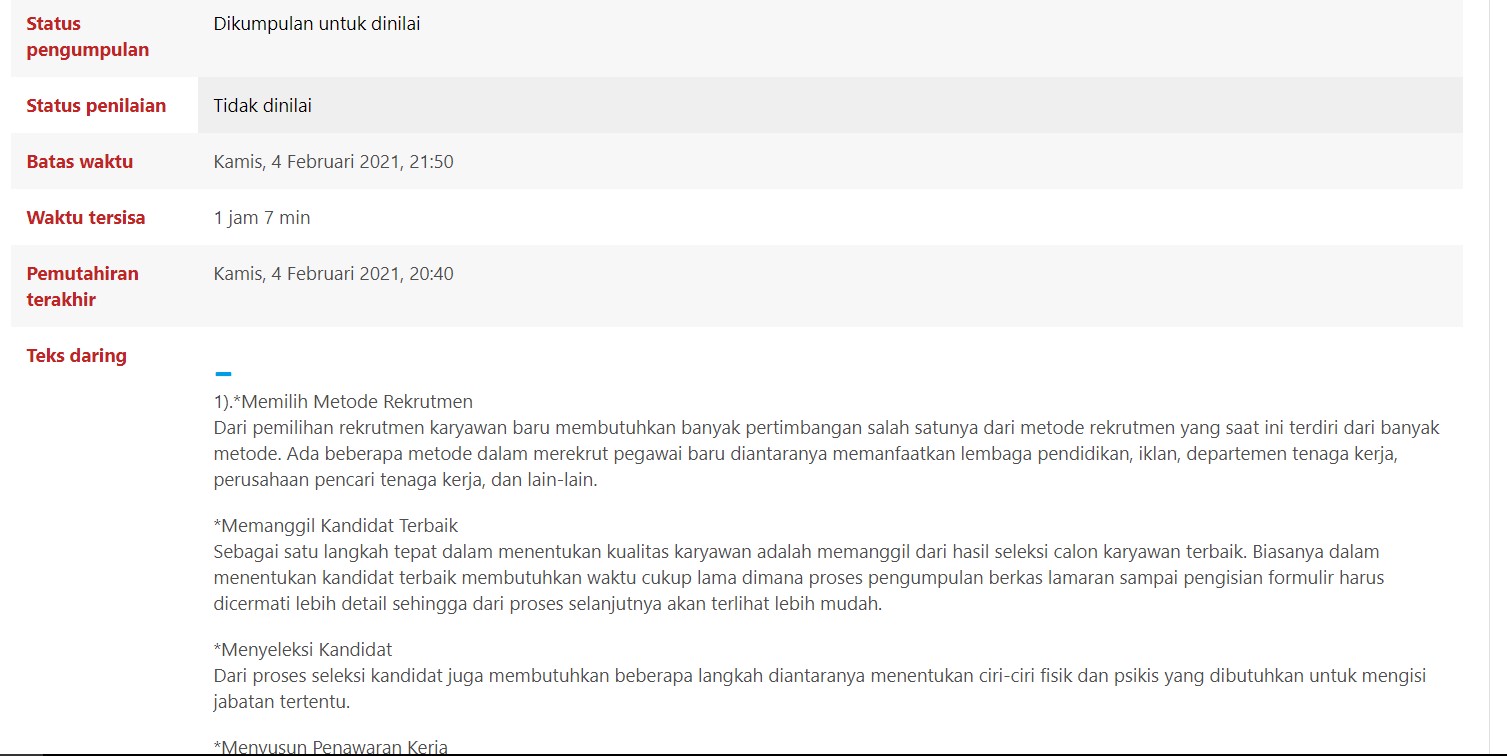 Status
pengumpulan
Dikumpulan untuk dinilai
Status penilaian
Tidak dinilai
Batas waktu
Kamis, 4 Februari 2021, 21:50
Waktu tersisa
1 jam 7 min
Pemutahiran
terakhir
Kamis, 4 Februari 2021, 20:40
Teks daring
1).*Memilih Metode Rekrutmen
Dari pemilihan rekrutmen karyawan baru membutuhkan banyak pertimbangan salah satunya dari metode rekrutmen yang saat ini terdiri dari banyak
metode. Ada beberapa metode dalam merekrut pegawai baru diantaranya memanfaatkan lembaga pendidikan, iklan, departemen tenaga kerja,
perusahaan pencari tenaga kerja, dan lain-lain.
*Memanggil Kandidat Terbaik
Sebagai satu langkah tepat dalam menentukan kualitas karyawan adalah memanggil dari hasil seleksi calon karyawan terbaik. Biasanya dalam
menentukan kandidat terbaik membutuhkan waktu cukup lama dimana proses pengumpulan berkas lamaran sampai pengisian formulir harus
dicermati lebih detail sehingga dari proses selanjutnya akan terlihat lebih mudah.
*Menyeleksi Kandidat
Dari proses seleksi kandidat juga membutuhkan beberapa langkah diantaranya menentukan ciri-ciri fisik dan psikis yang dibutuhkan untuk mengisi
jabatan tertentu.
*Menyusun Penawaran Kerja